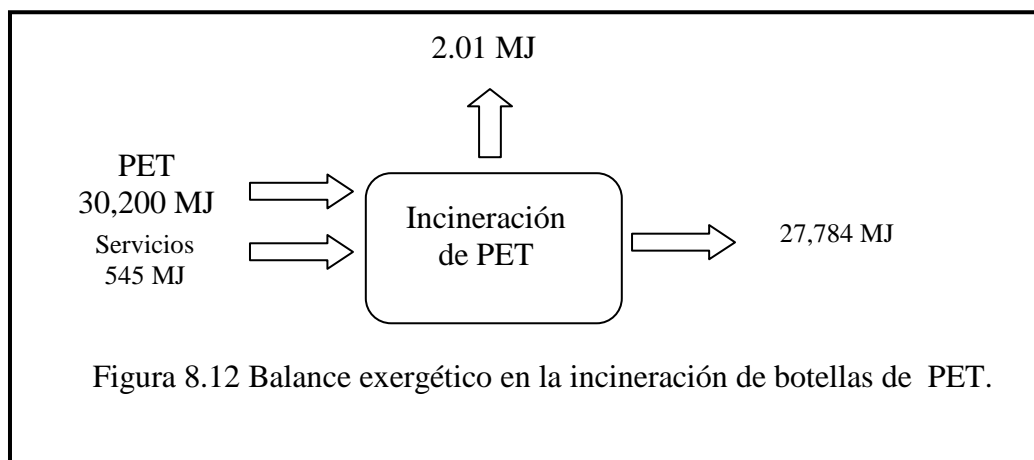 2.01 MJ
PET
30,200 MJ
Servicios
545 MJ
Incineración
de PET
27,784 MJ
Figura 8.12 Balance exergético en la incineración de botellas de PET.